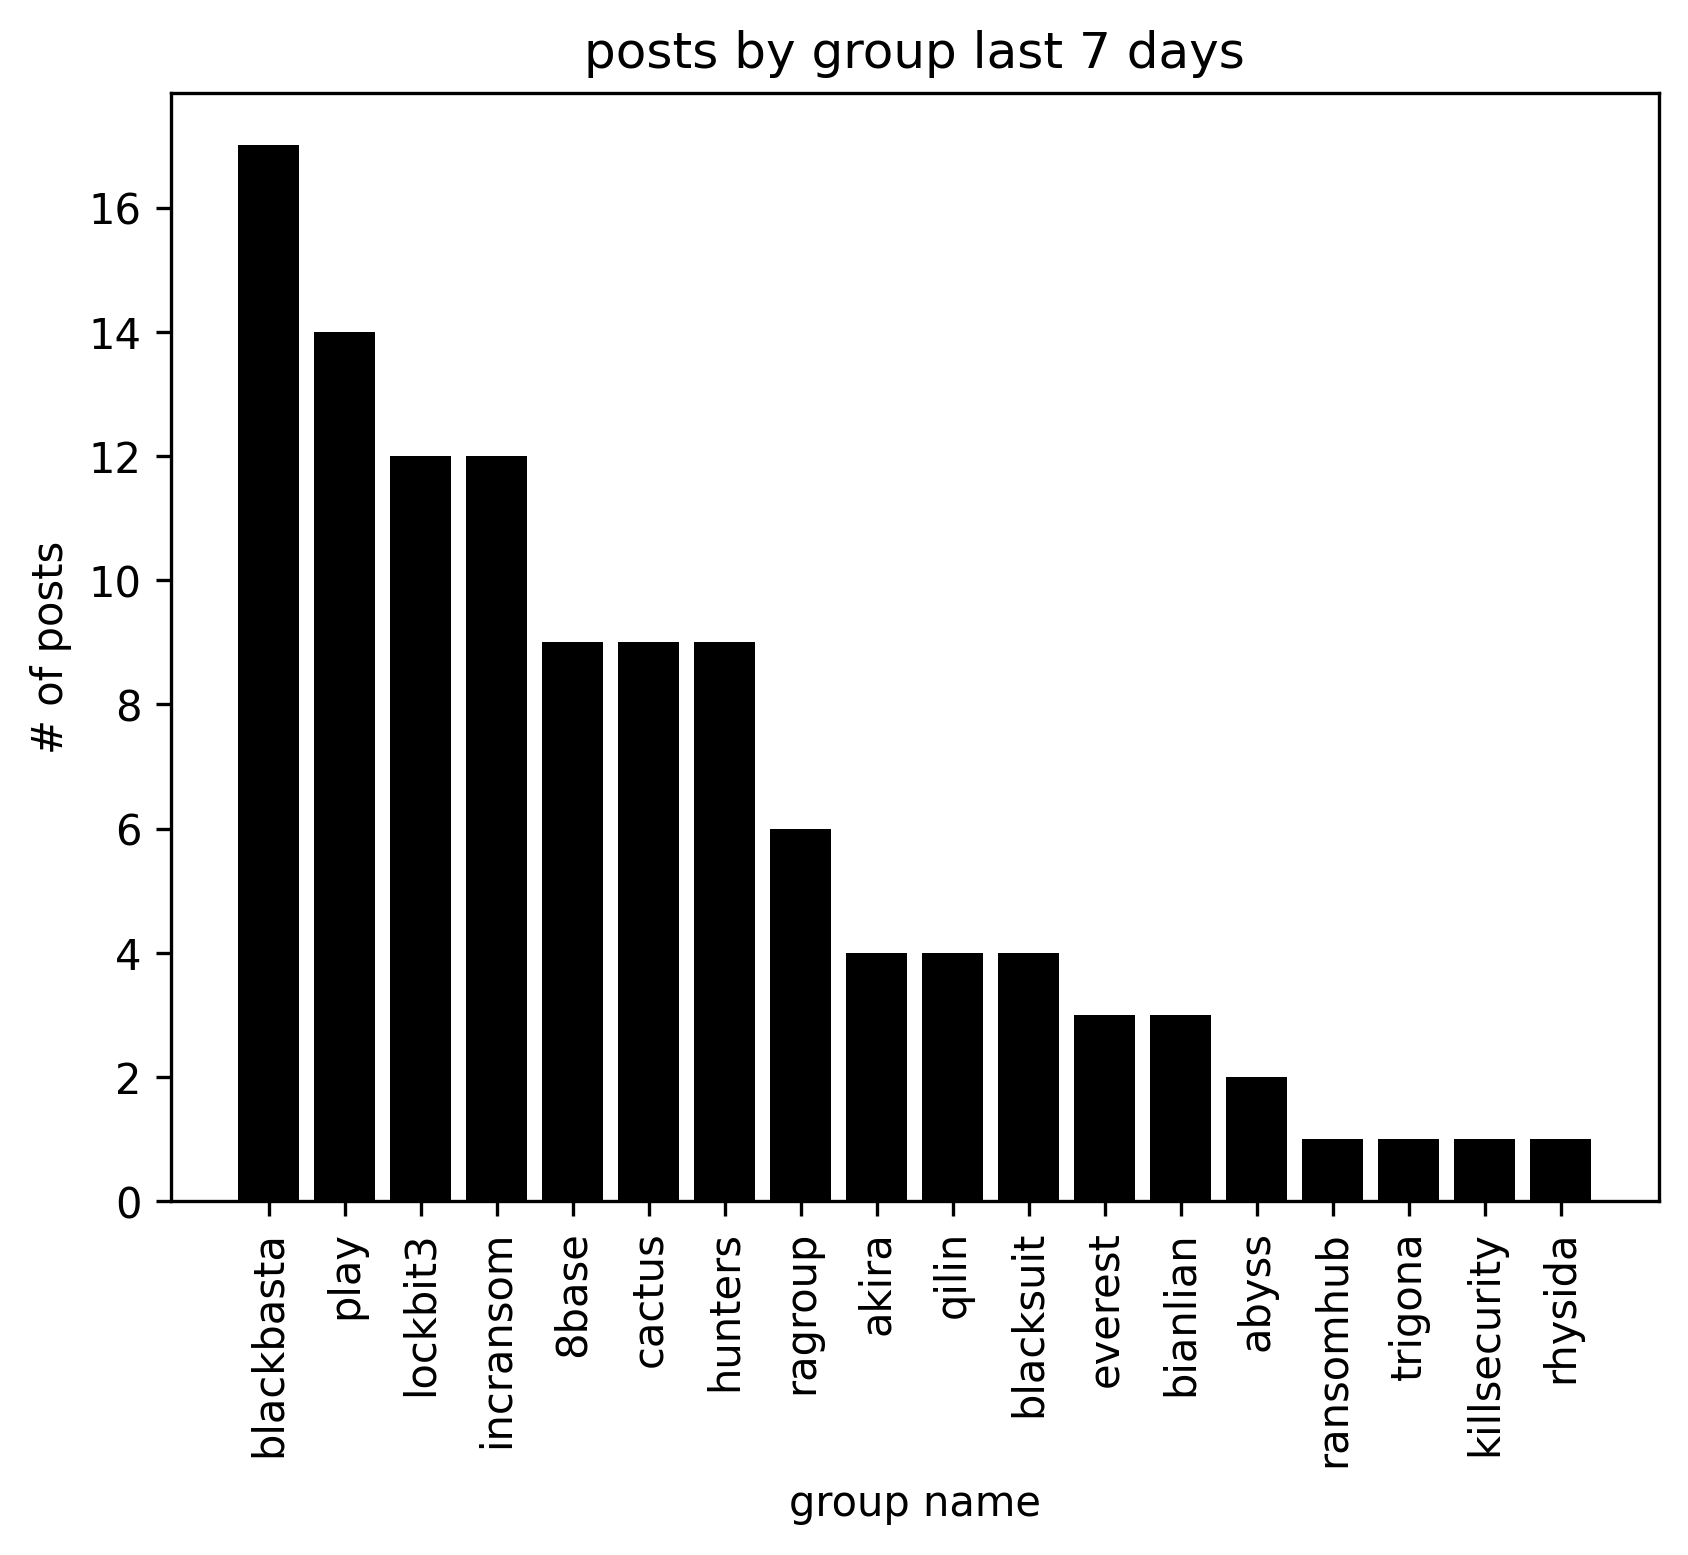 posts by group last 7 days
# of posts
16
14
12
10
8
6
4
2
0
blackbasta
play
lockbit3
incransom
8base
cactus
hunters
ragroup
akira
qilin
blacksuit
everest
bianlian
abyss
ransomhub
trigona
killsecurity
rhysida
group name